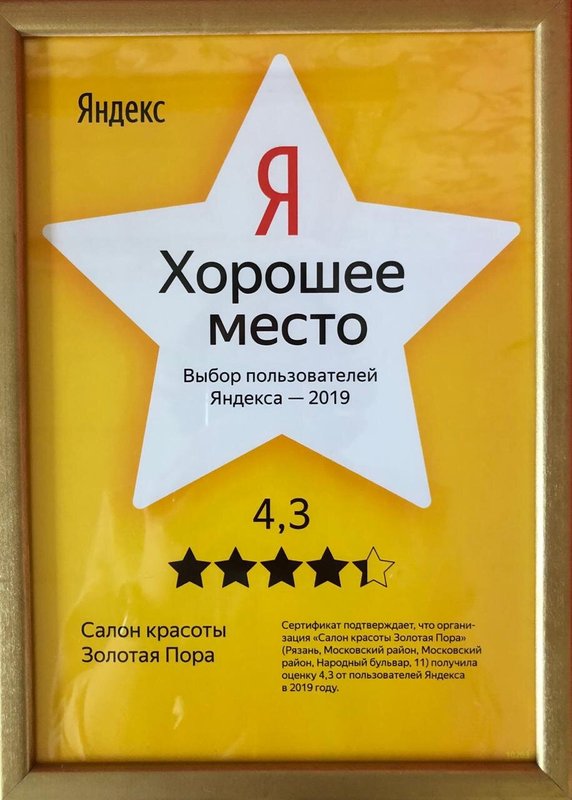 Яндекс
Я
Хорошее
место
Выбор пользователей
Яндекса — 2019
4,3
Салон красоты
Золотая Пора
Сертификат подтверждает, что органи-
зация «Салон красоты Золотая Пора»
(Рязань, Московский район, Московский
район, Народный бульвар, 11) получила
оценку 4,3 от пользователей Яндекса
в 2019 году.